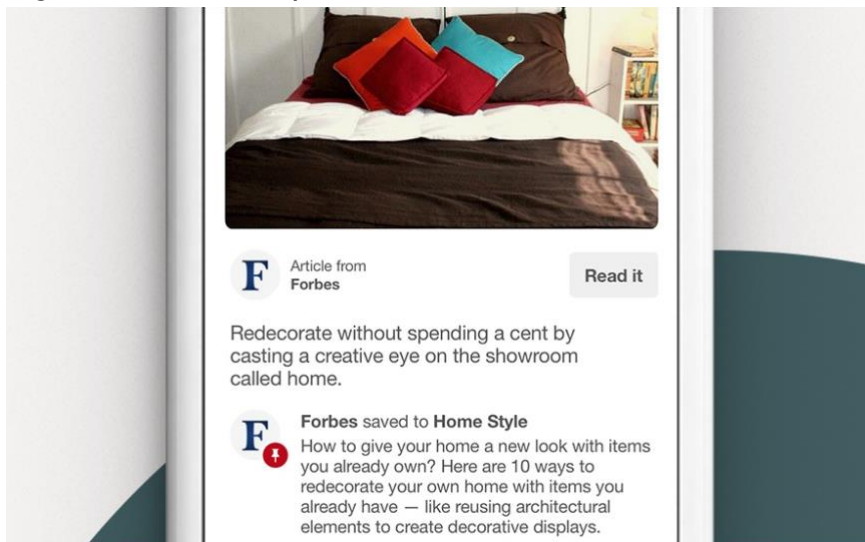 F
Article from
Forbes
Read it
Redecorate without spending a cent by
casting a creative eye on the showroom
called home.
F
Forbes saved to Home Style
How to give your home a new look with items
you already own? Here are 10 ways to
redecorate your own home with items you
already have — like reusing architectural
elements to create decorative displays.